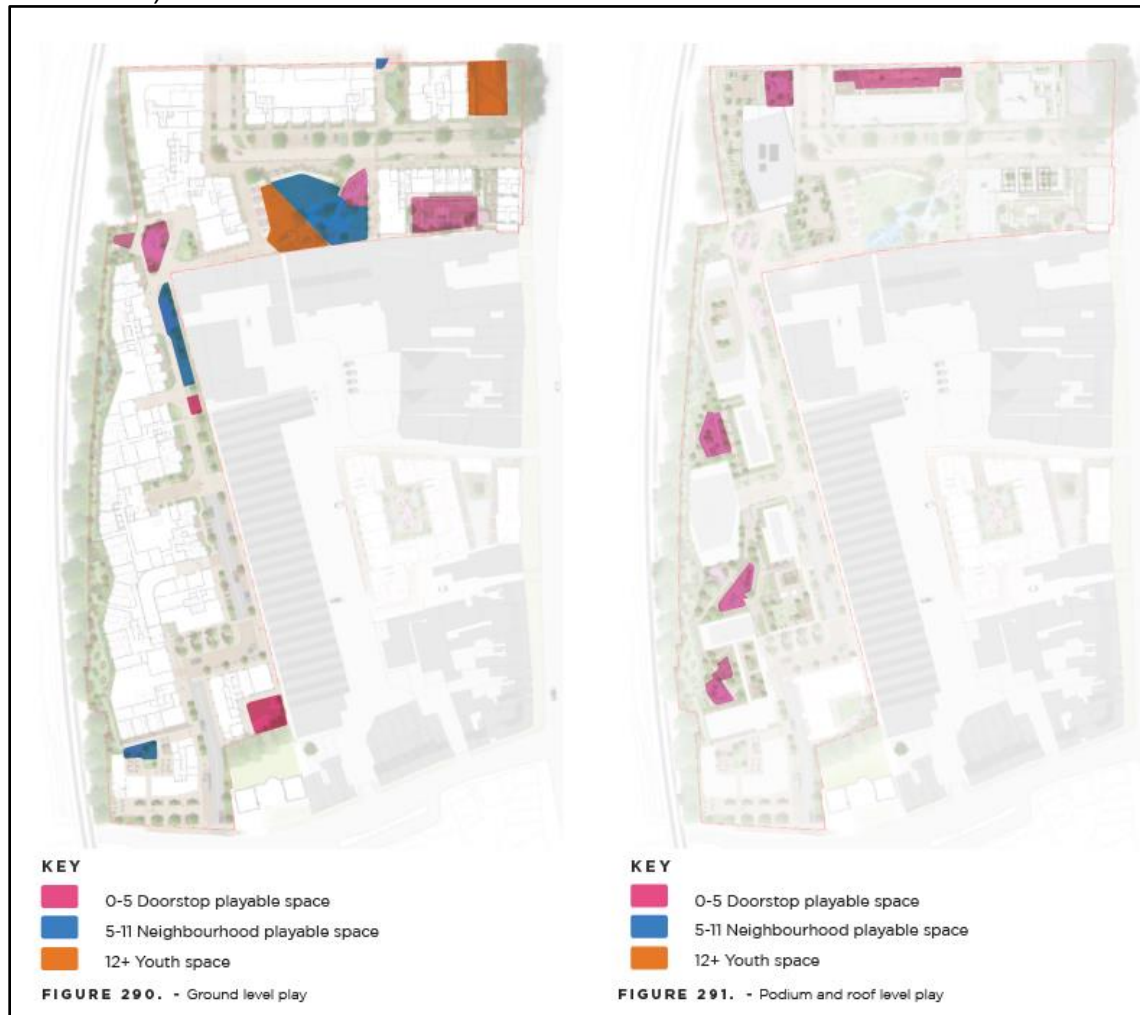 KEY
0-5 Doorstop playable space
5-11 Neighbourhood playable space
12+ Youth space
FIGURE 290. - Ground level play
KEY
0-5 Doorstop playable space
5-11 Neighbourhood playable space
12+ Youth space
FIGURE 291. - Podium and roof level play